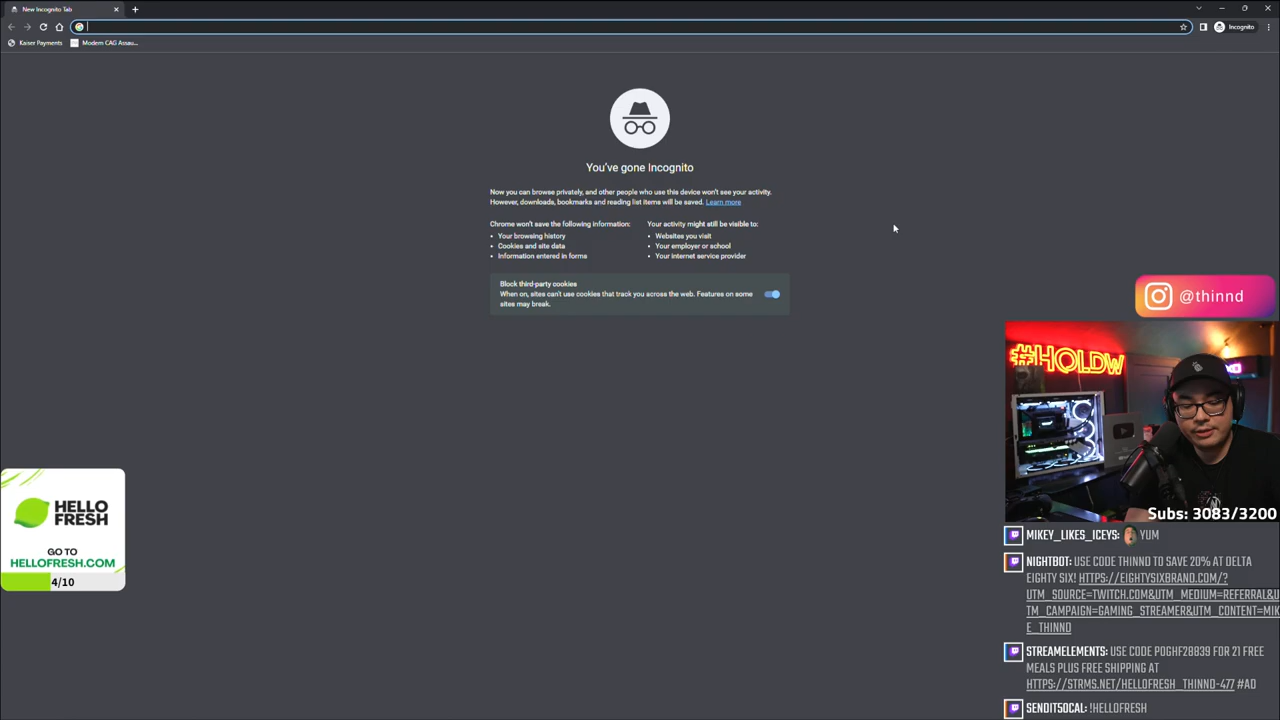 New Incognito Tab
Incognito
Kaiser Payments
Modern CAG Assau...
You've gone Incognito
Now you can browse privately, and other people who use this device won't see your activity.
However, downloads, bookmarks and reading list items will be saved. Learn more
Chrome won't save the following information:
• Your browsing history
• Cookies and site data
• Information entered in forms
Your activity might still be visible to:
• Websites you visit
• Your employer or school
• Your internet service provider
Block third-party cookies
When on, sites can't use cookies that track you across the web. Features on some
sites may break.
@thinnd
#HOLDW
Subs: 3083/3200
HELLO
FRESH
GO TO
HELLOFRESH.COM
4/10
MIKEY_LIKES_ICEYS: YUM
NIGHTBOT: USE CODE THINND TO SAVE 20% AT DELTA
EIGHTY SIX! HTTPS://EIGHTYSIXBRAND.COM/?
UTM_SOURCE=TWITCH.COM&UTM_MEDIUM=REFERRAL&U
TM_CAMPAIGN=GAMING_STREAMER&UTM_CONTENT=MIK
E_THINND
STREAMELEMENTS: USE CODE POGHF28839 FOR 21 FREE
MEALS PLUS FREE SHIPPING AT
HTTPS://STRMS.NET/HELLOFRESH_THINND-477 #AD
SENDIT5OCAL: !HELLOFRESH